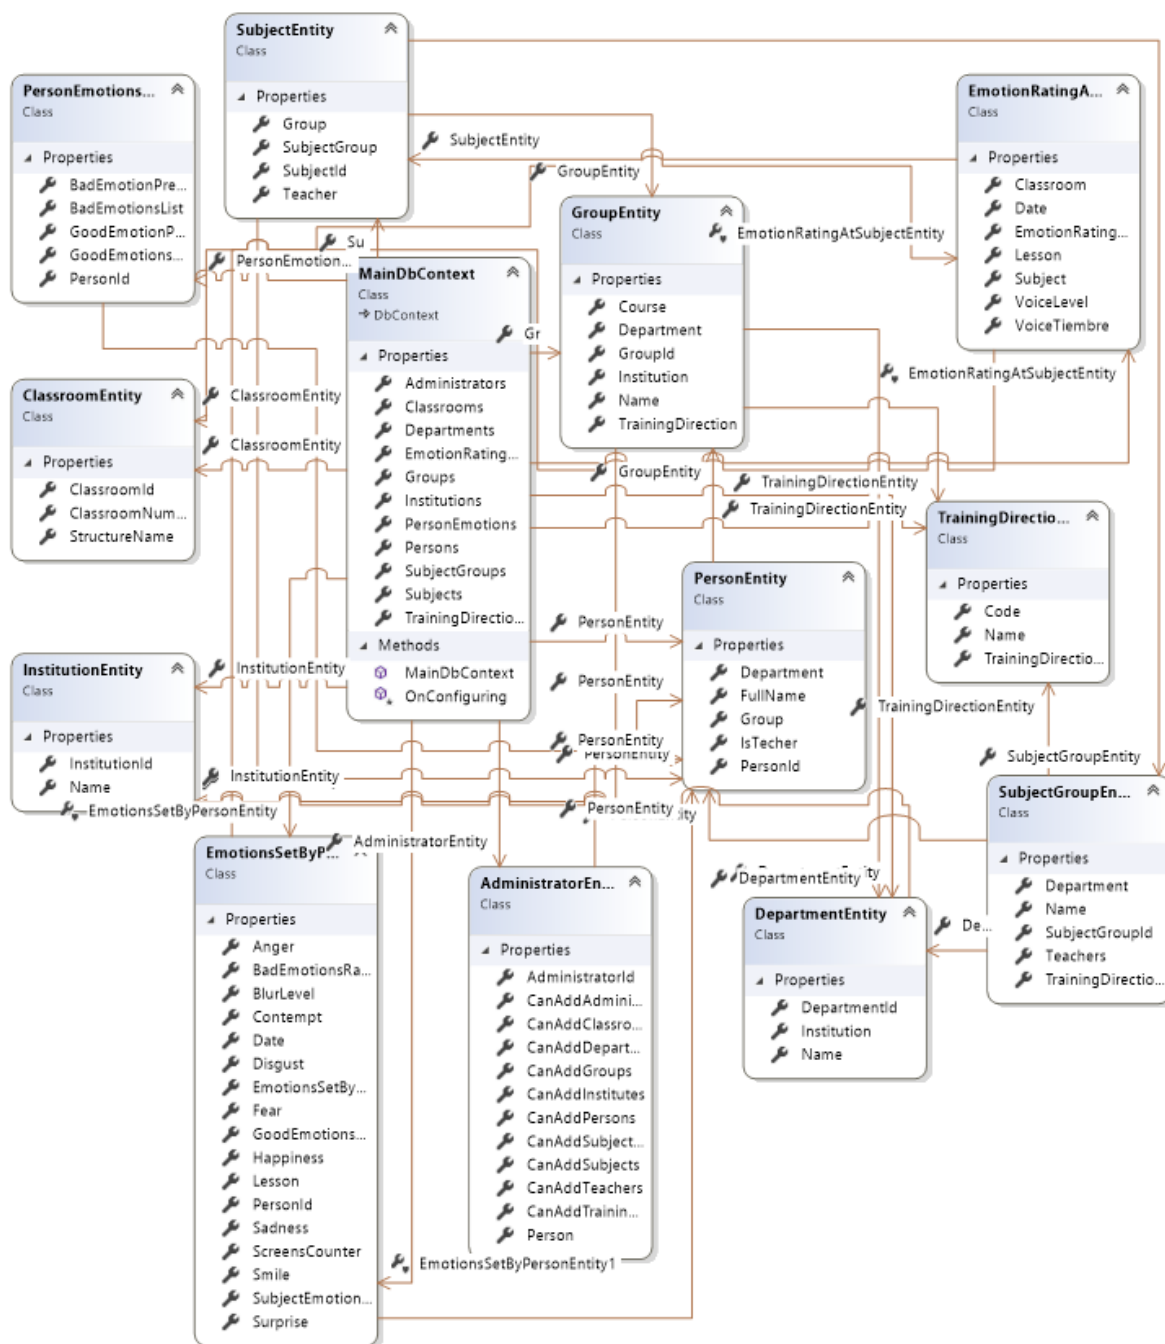 SubjectEntity
Class
Properties
Group
SubjectGroup
SubjectId
Teacher
PersonEmotions...
Class
Properties
BadEmotionPre...
BadEmotionsList
GoodEmotionP...
GoodEmotions...
PersonId
EmotionRatingA...
Class
Properties
Classroom
Date
EmotionRating...
Lesson
Subject
VoiceLevel
VoiceTiembre
SubjectEntity
GroupEntity
GroupEntity
Class
Properties
Course
Department
GroupId
Institution
Name
TrainingDirection
EmotionRatingAtSubjectEntity
Su
PersonEmotion...
MainDbContext
Class
DbContext
Properties
Administrators
Classrooms
Departments
EmotionRating...
Groups
Institutions
PersonEmotions
Persons
SubjectGroups
Subjects
TrainingDirectio...
Methods
MainDbContext
OnConfiguring
Gr
EmotionRatingAtSubjectEntity
ClassroomEntity
Class
Properties
ClassroomId
ClassroomNum...
StructureName
ClassroomEntity
ClassroomEntity
GroupEntity
TrainingDirectionEntity
TrainingDirectionEntity
TrainingDirectio...
Class
Properties
Code
Name
TrainingDirectio...
PersonEntity
Class
Properties
Department
FullName
Group
IsTecher
PersonId
PersonEntity
PersonEntity
PersonEntity
PersonEntity
PersonEntity
InstitutionEntity
Class
Properties
InstitutionId
Name
InstitutionEntity
InstitutionEntity
TrainingDirectionEntity
SubjectGroupEntity
SubjectGroupEn...
Class
Properties
Department
Name
SubjectGroupId
Teachers
TrainingDirectio...
EmotionsSetByPersonEntity
AdministratorEntity
EmotionsSetByP...
Class
Properties
Anger
BadEmotionsRa...
BlurLevel
Contempt
Date
Disgust
EmotionsSetBy...
Fear
GoodEmotions...
Happiness
Lesson
PersonId
Sadness
ScreensCounter
Smile
SubjectEmotion...
Surprise
AdministratorEn...
Class
Properties
AdministratorId
CanAddAdmini...
CanAddClassro...
CanAddDepart...
CanAddGroups
CanAddInstitutes
CanAddPersons
CanAddSubject...
CanAddSubjects
CanAddTeachers
CanAddTrainin...
Person
DepartmentEntity
De...
DepartmentEntity
Class
Properties
DepartmentId
Institution
Name
EmotionsSetByPersonEntity1